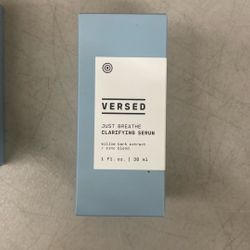 VERSED
JUST BREATHE
CLARIFYING SERUM
willow bark extract
/ zinc blend
1 fl. oz. | 30 ml